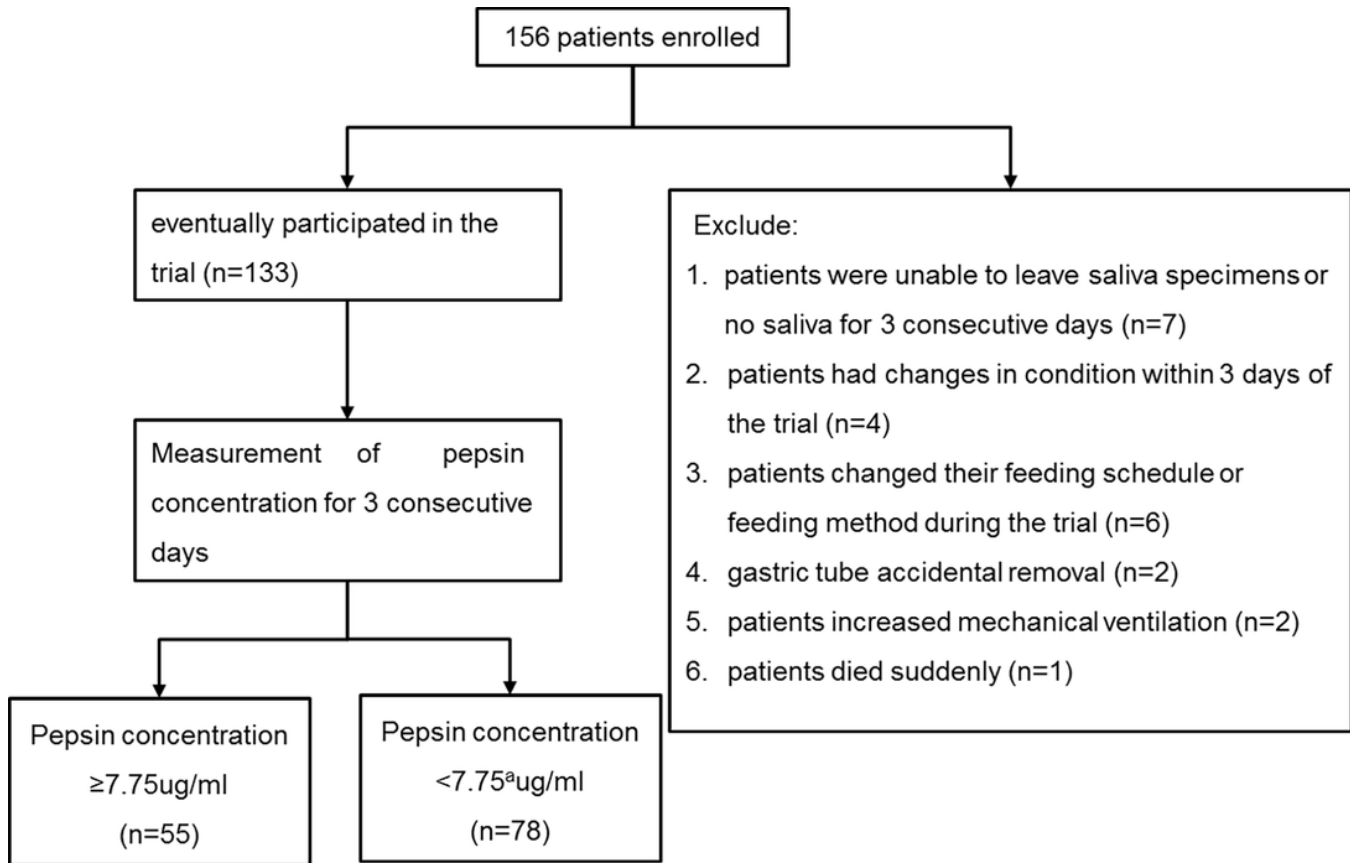 156 patients enrolled
eventually participated in the
trial (n=133)
Measurement of pepsin
concentration for 3 consecutive
days
Pepsin concentration
≥7.75ug/ml
(n=55)
Pepsin concentration
<7.75ᵃug/ml
(n=78)
Exclude:
1. patients were unable to leave saliva specimens or
no saliva for 3 consecutive days (n=7)
2. patients had changes in condition within 3 days of
the trial (n=4)
3. patients changed their feeding schedule or
feeding method during the trial (n=6)
4. gastric tube accidental removal (n=2)
5. patients increased mechanical ventilation (n=2)
6. patients died suddenly (n=1)